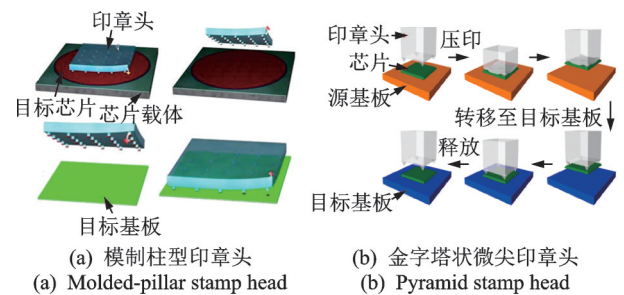 印章头
目标芯片
芯片载体
目标基板
(a) 模制柱型印章头
(a) Molded-pillar stamp head
印章头
压印
芯片
源基板
转移至目标基板
释放
目标基板
(b) 金字塔状微尖印章头
(b) Pyramid stamp head